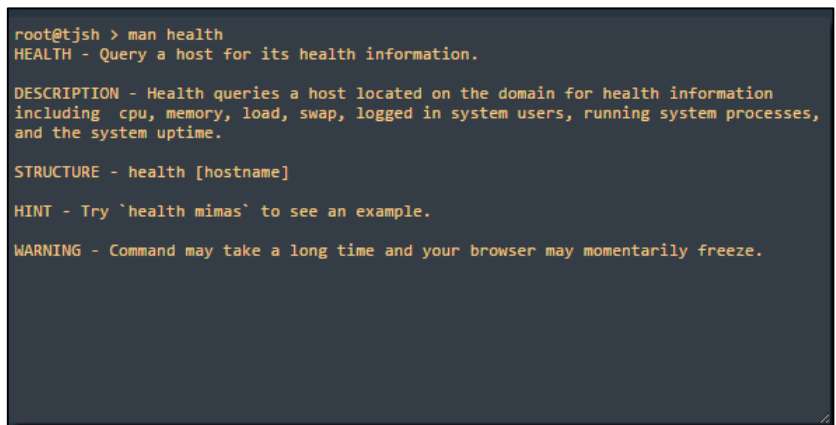 root@tjsh > man health
HEALTH - Query a host for its health information.
DESCRIPTION - Health queries a host located on the domain for health information
including  cpu, memory, load, swap, logged in system users, running system processes,
and the system uptime.
STRUCTURE - health [hostname]
HINT - Try `health mimas` to see an example.
WARNING - Command may take a long time and your browser may momentarily freeze.